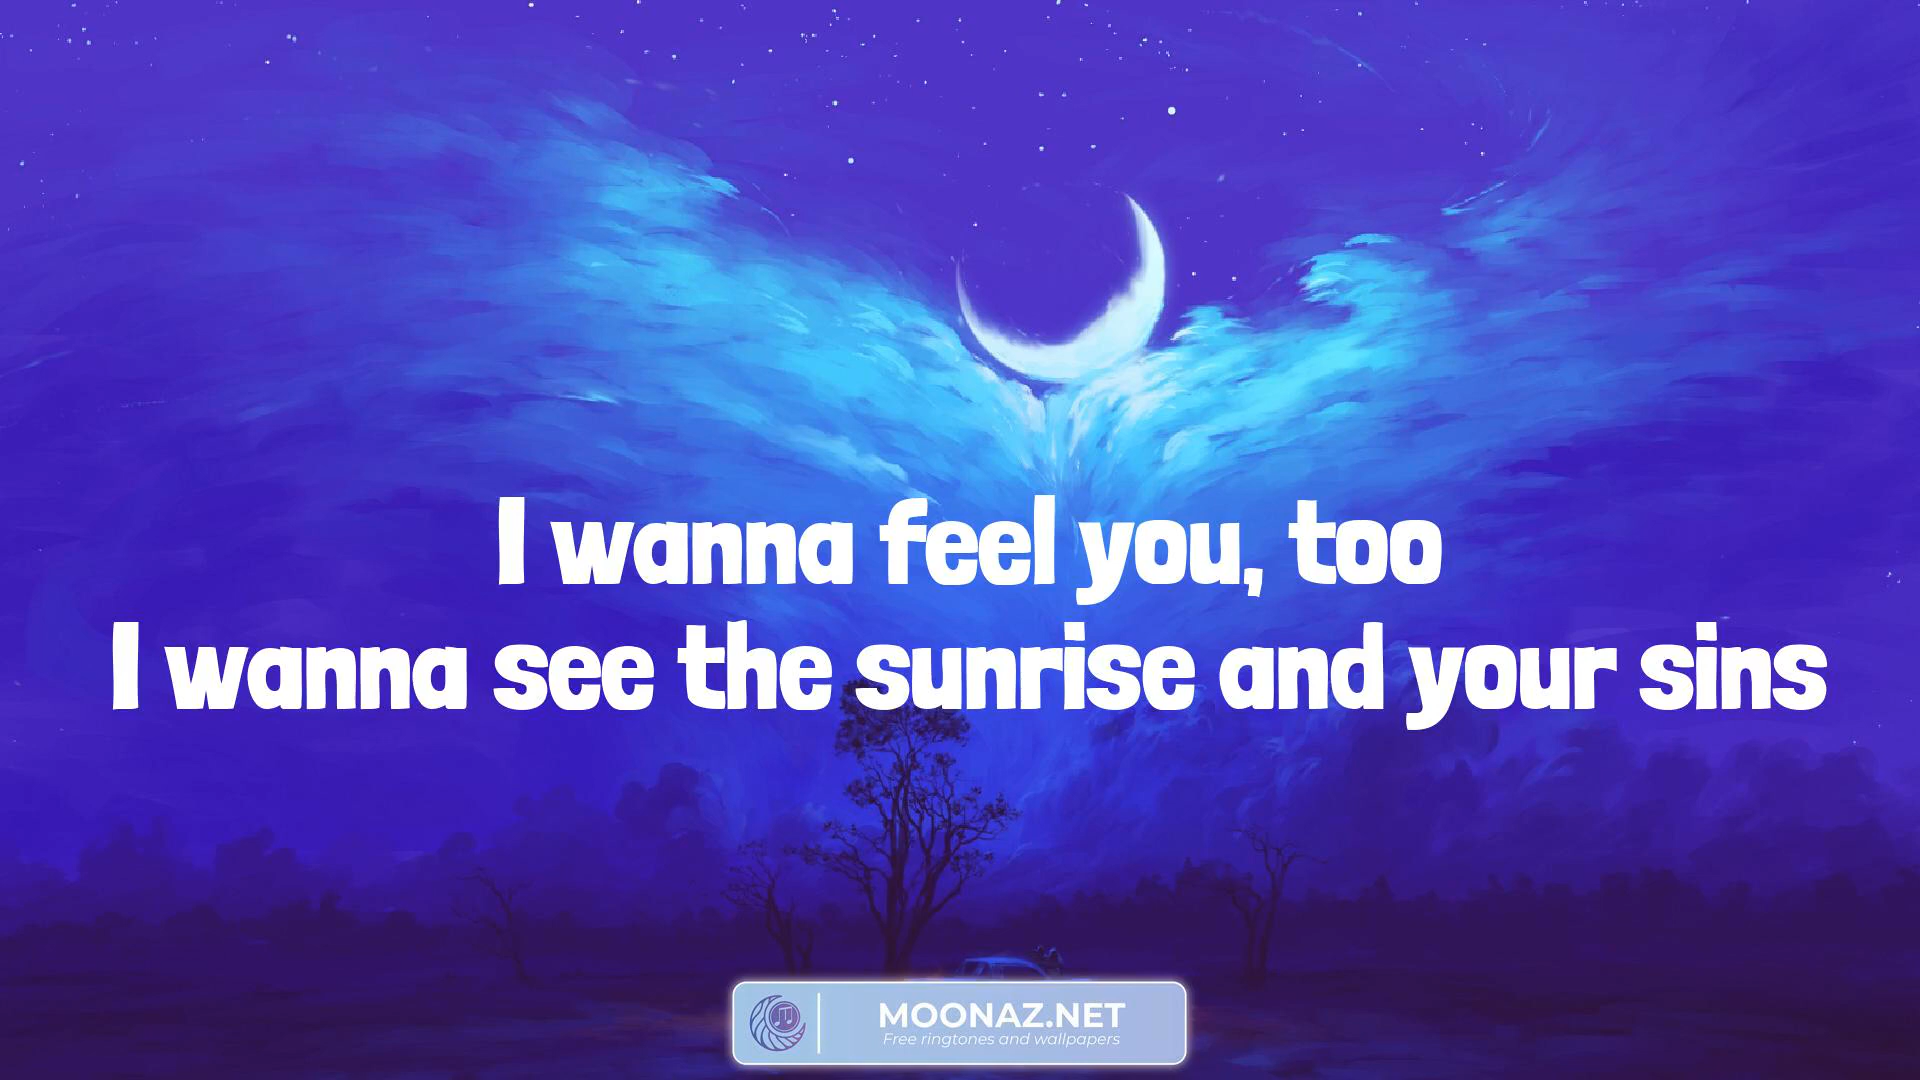 I wanna feel you, too
I wanna see the sunrise and your sins
MOONAZ.NET
Free ringtones and wallpapers